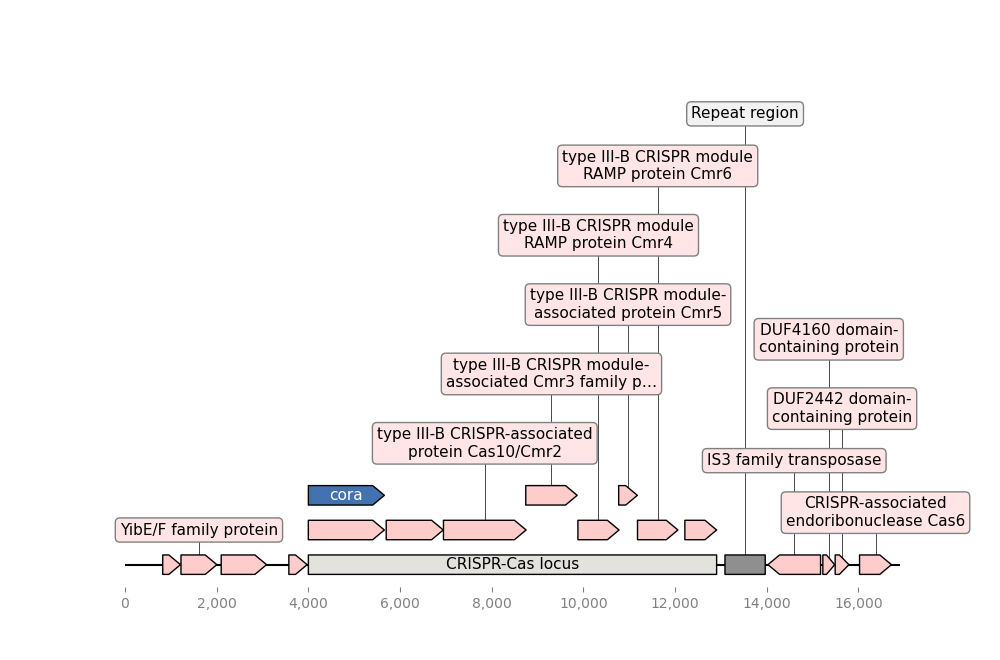 Repeat region
type III-B CRISPR module
RAMP protein Cmr6
type III-B CRISPR module
RAMP protein Cmr4
type III-B CRISPR module-
associated protein Cmr5
DUF4160 domain-
containing protein
type III-B CRISPR module-
associated Cmr3 family p...
DUF2442 domain-
containing protein
type III-B CRISPR-associated
protein Cas10/Cmr2
IS3 family transposase
cora
CRISPR-associated
endoribonuclease Cas6
YibE/F family protein
CRISPR-Cas locus
0 2,000 4,000 6,000 8,000 10,000 12,000 14,000 16,000